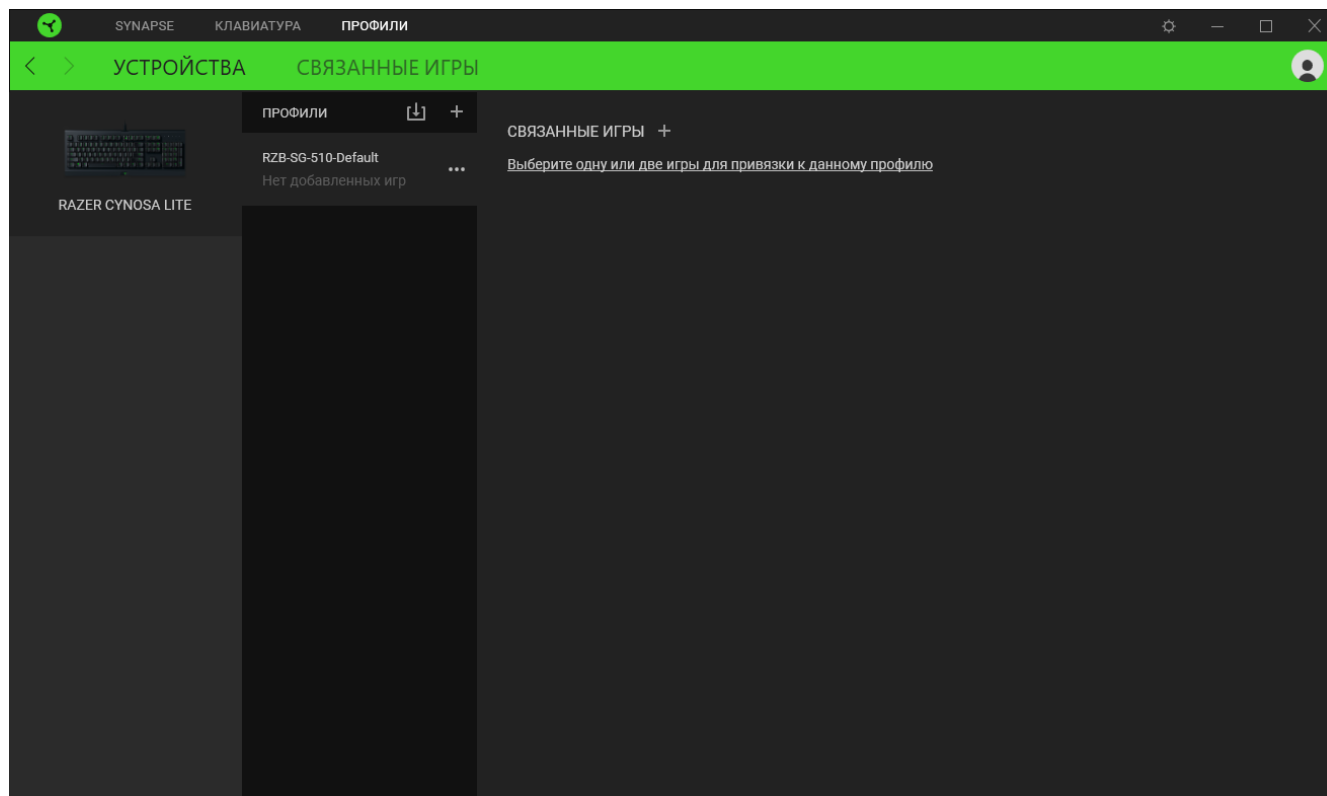 SYNAPSE КЛАВИАТУРА ПРОФИЛИ
УСТРОЙСТВА СВЯЗАННЫЕ ИГРЫ
RAZER CYNOSA LITE
ПРОФИЛИ
RZB-SG-510-Default
Нет добавленных игр
СВЯЗАННЫЕ ИГРЫ
Выберите одну или две игры для привязки к данному профилю